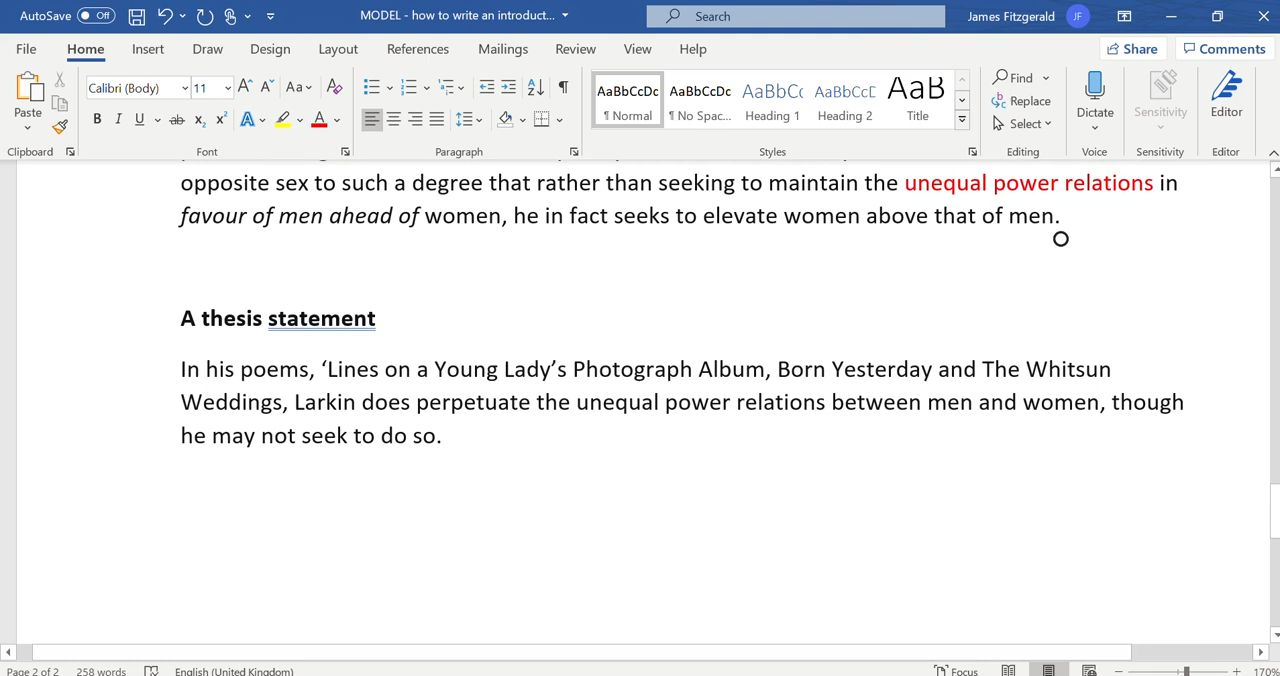 AutoSave Off MODEL - how to write an introduct... Search James Fitzgerald JF
File Home Insert Draw Design Layout References Mailings Review View Help Share Comments
Paste Calibri (Body) 11 A A Aa A ¶ AaBbCcDc AaBbCcDc AaBbCc AaBbCcD AaB Find Replace Select Dictate Sensitivity Editor
B I U ab x₂ x² A A ¶ Normal ¶ No Spac... Heading 1 Heading 2 Title
Clipboard Font Paragraph Styles Editing Voice Sensitivity Editor
opposite sex to such a degree that rather than seeking to maintain the unequal power relations in
favour of men ahead of women, he in fact seeks to elevate women above that of men.
A thesis statement
In his poems, ‘Lines on a Young Lady’s Photograph Album, Born Yesterday and The Whitsun
Weddings, Larkin does perpetuate the unequal power relations between men and women, though
he may not seek to do so.
Page 2 of 2 258 words English (United Kingdom) Focus 170%